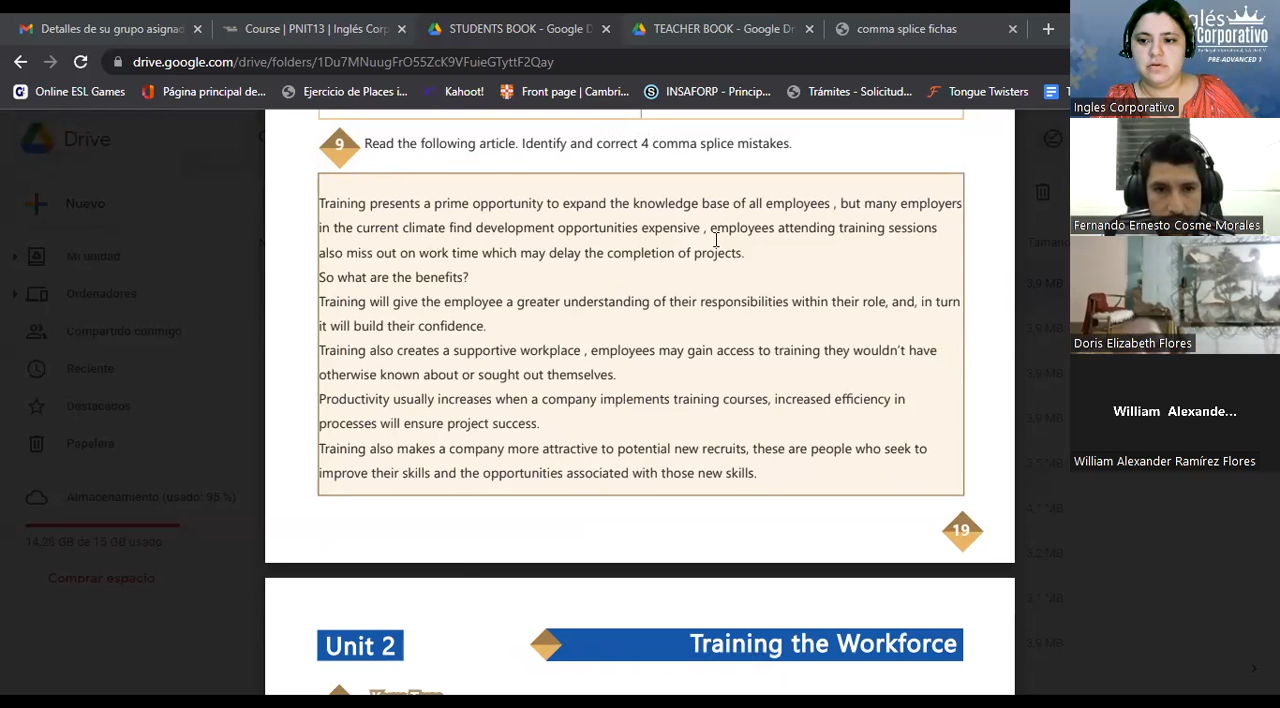 Detalles de su grupo asignac
Course | PNIT13 | Inglés Corp
STUDENTS BOOK - Google D
TEACHER BOOK - Google Dr
comma splice fichas
drive.google.com/drive/folders/1Du7MNuugFrO55ZcK9VFuieGTyttF2Qay
Online ESL Games
Página principal de...
Ejercicio de Places i...
Kahoot!
Front page | Cambri...
INSAFORP - Princip...
Trámites - Solicitud...
Tongue Twisters
Drive
Nuevo
Mi unidad
Ordenadores
Compartido conmigo
Reciente
Destacados
Papelera
Almacenamiento (usado: 95 %)
14,28 GB de 15 GB usado
Comprar espacio
9 Read the following article. Identify and correct 4 comma splice mistakes.
Training presents a prime opportunity to expand the knowledge base of all employees , but many employers
in the current climate find development opportunities expensive , employees attending training sessions
also miss out on work time which may delay the completion of projects.
So what are the benefits?
Training will give the employee a greater understanding of their responsibilities within their role, and, in turn
it will build their confidence.
Training also creates a supportive workplace , employees may gain access to training they wouldn't have
otherwise known about or sought out themselves.
Productivity usually increases when a company implements training courses, increased efficiency in
processes will ensure project success.
Training also makes a company more attractive to potential new recruits, these are people who seek to
improve their skills and the opportunities associated with those new skills.
19
Unit 2
Training the Workforce
Inglés
Corporativo
PRE-ADVANCED 1
Ingles Corporativo
Fernando Ernesto Cosme Morales
Doris Elizabeth Flores
William Alexande...
William Alexander Ramírez Flores